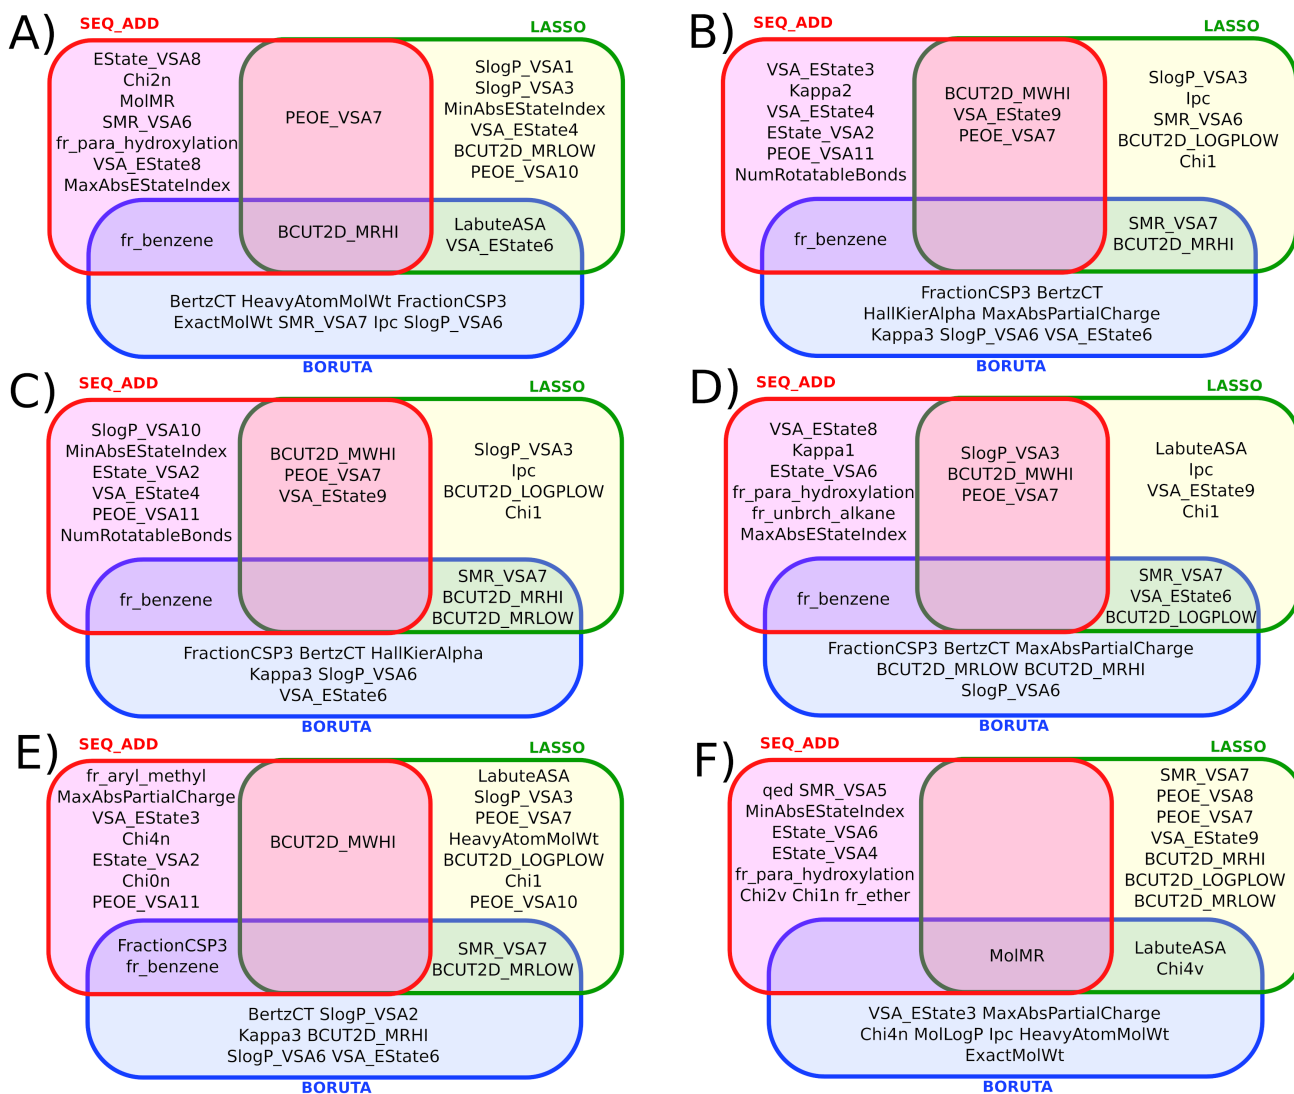 A)
SEQ_ADD
LASSO
EState_VSA8
Chi2n
MolMR
SMR_VSA6
fr_para_hydroxylation
VSA_EState8
MaxAbsEStateIndex
PEOE_VSA7
SlogP_VSA1
SlogP_VSA3
MinAbsEStateIndex
VSA_EState4
BCUT2D_MRLOW
PEOE_VSA10
fr_benzene
BCUT2D_MRHI
LabuteASA
VSA_EState6
BertzCT HeavyAtomMolWt FractionCSP3
ExactMolWt SMR_VSA7 Ipc SlogP_VSA6
BORUTA
B)
SEQ_ADD
LASSO
VSA_EState3
Kappa2
VSA_EState4
EState_VSA2
PEOE_VSA11
NumRotatableBonds
BCUT2D_MWHI
VSA_EState9
PEOE_VSA7
SlogP_VSA3
Ipc
SMR_VSA6
BCUT2D_LOGPLOW
Chi1
fr_benzene
SMR_VSA7
BCUT2D_MRHI
FractionCSP3 BertzCT
HallKierAlpha MaxAbsPartialCharge
Kappa3 SlogP_VSA6 VSA_EState6
BORUTA
C)
SEQ_ADD
LASSO
SlogP_VSA10
MinAbsEStateIndex
EState_VSA2
VSA_EState4
PEOE_VSA11
NumRotatableBonds
BCUT2D_MWHI
PEOE_VSA7
VSA_EState9
SlogP_VSA3
Ipc
BCUT2D_LOGPLOW
Chi1
fr_benzene
SMR_VSA7
BCUT2D_MRHI
BCUT2D_MRLOW
FractionCSP3 BertzCT HallKierAlpha
Kappa3 SlogP_VSA6
VSA_EState6
BORUTA
D)
SEQ_ADD
LASSO
VSA_EState8
Kappa1
EState_VSA6
fr_para_hydroxylation
fr_unbrch_alkane
MaxAbsEStateIndex
SlogP_VSA3
BCUT2D_MWHI
PEOE_VSA7
LabuteASA
Ipc
VSA_EState9
Chi1
fr_benzene
SMR_VSA7
VSA_EState6
BCUT2D_LOGPLOW
FractionCSP3 BertzCT MaxAbsPartialCharge
BCUT2D_MRLOW BCUT2D_MRHI
SlogP_VSA6
BORUTA
E)
SEQ_ADD
LASSO
fr_aryl_methyl
MaxAbsPartialCharge
VSA_EState3
Chi4n
EState_VSA2
Chi0n
PEOE_VSA11
BCUT2D_MWHI
LabuteASA
SlogP_VSA3
PEOE_VSA7
HeavyAtomMolWt
BCUT2D_LOGPLOW
Chi1
PEOE_VSA10
FractionCSP3
fr_benzene
SMR_VSA7
BCUT2D_MRLOW
BertzCT SlogP_VSA2
Kappa3 BCUT2D_MRHI
SlogP_VSA6 VSA_EState6
BORUTA
F)
SEQ_ADD
LASSO
qed SMR_VSA5
MinAbsEStateIndex
EState_VSA6
EState_VSA4
fr_para_hydroxylation
Chi2v Chi1n fr_ether
SMR_VSA7
PEOE_VSA8
PEOE_VSA7
VSA_EState9
BCUT2D_MRHI
BCUT2D_LOGPLOW
BCUT2D_MRLOW
MolMR
LabuteASA
Chi4v
VSA_EState3 MaxAbsPartialCharge
Chi4n MolLogP Ipc HeavyAtomMolWt
ExactMolWt
BORUTA